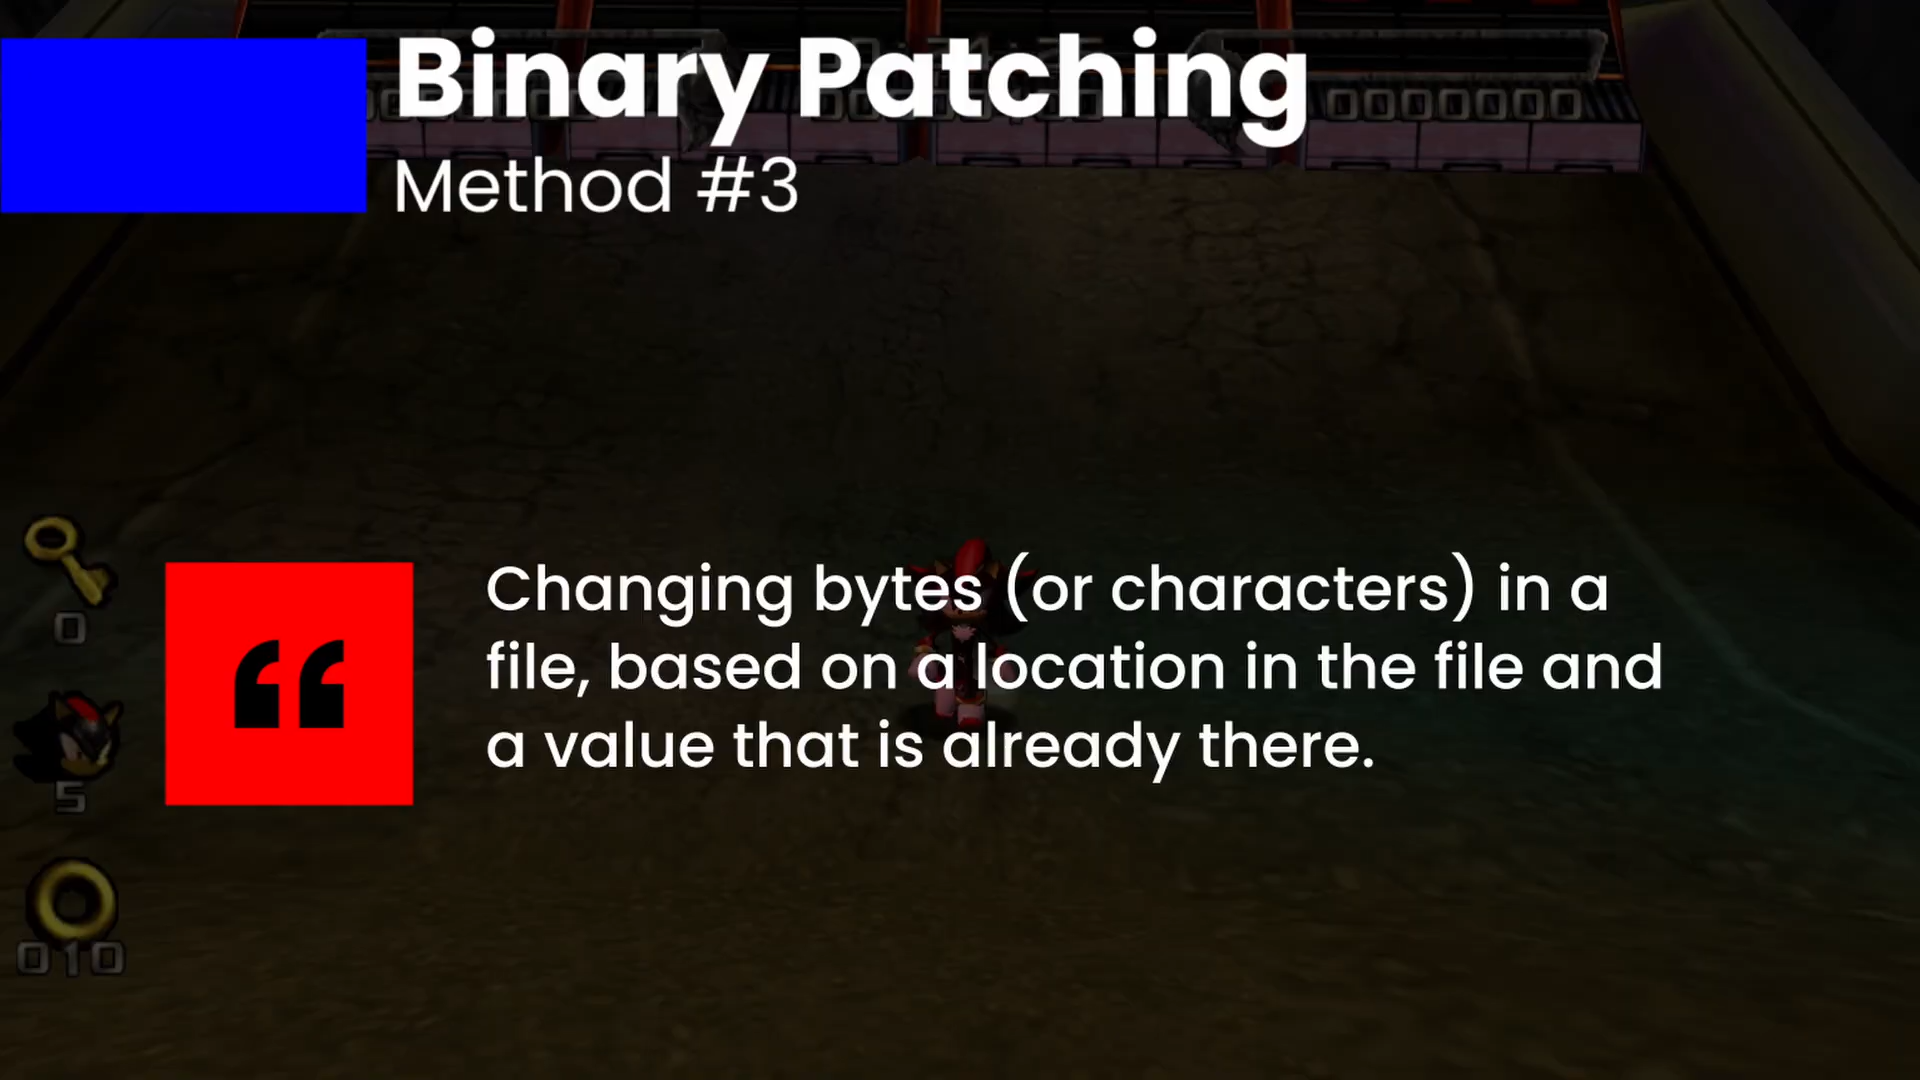 Binary Patching
0000000
Method #3
Changing bytes (or characters) in a
file, based on a location in the file and
a value that is already there.
0
5
010